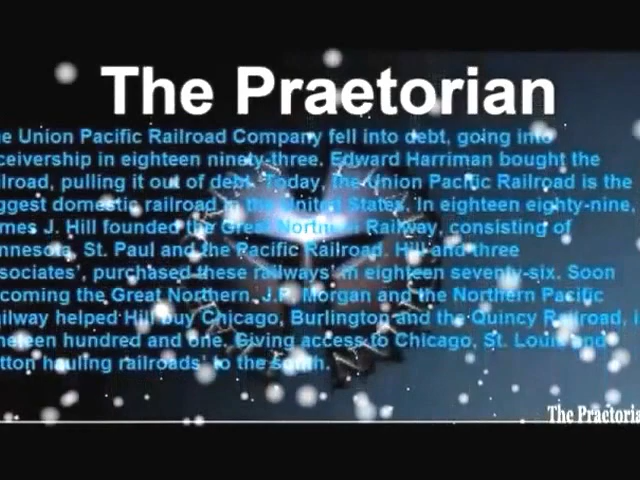 The Praetorian
e Union Pacific Railroad Company fell into debt, going into
ceivership in eighteen ninety-three. Edward Harriman bought the
ilroad, pulling it out of debt. Today, the Union Pacific Railroad is the
ggest domestic railroad in the United States. In eighteen eighty-nine,
mes J. Hill founded the Great Northern Railway, consisting of
nnesota, St. Paul and the Pacific Railroad. Hill and three
sociates', purchased these railways' in eighteen seventy-six. Soon
coming the Great Northern, J.P. Morgan and the Northern Pacific
ilway helped Hill buy Chicago, Burlington and the Quincy Railroad, i
neteen hundred and one. Giving access to Chicago, St. Louis and
tton hauling railroads' to the south.
The Praetoria